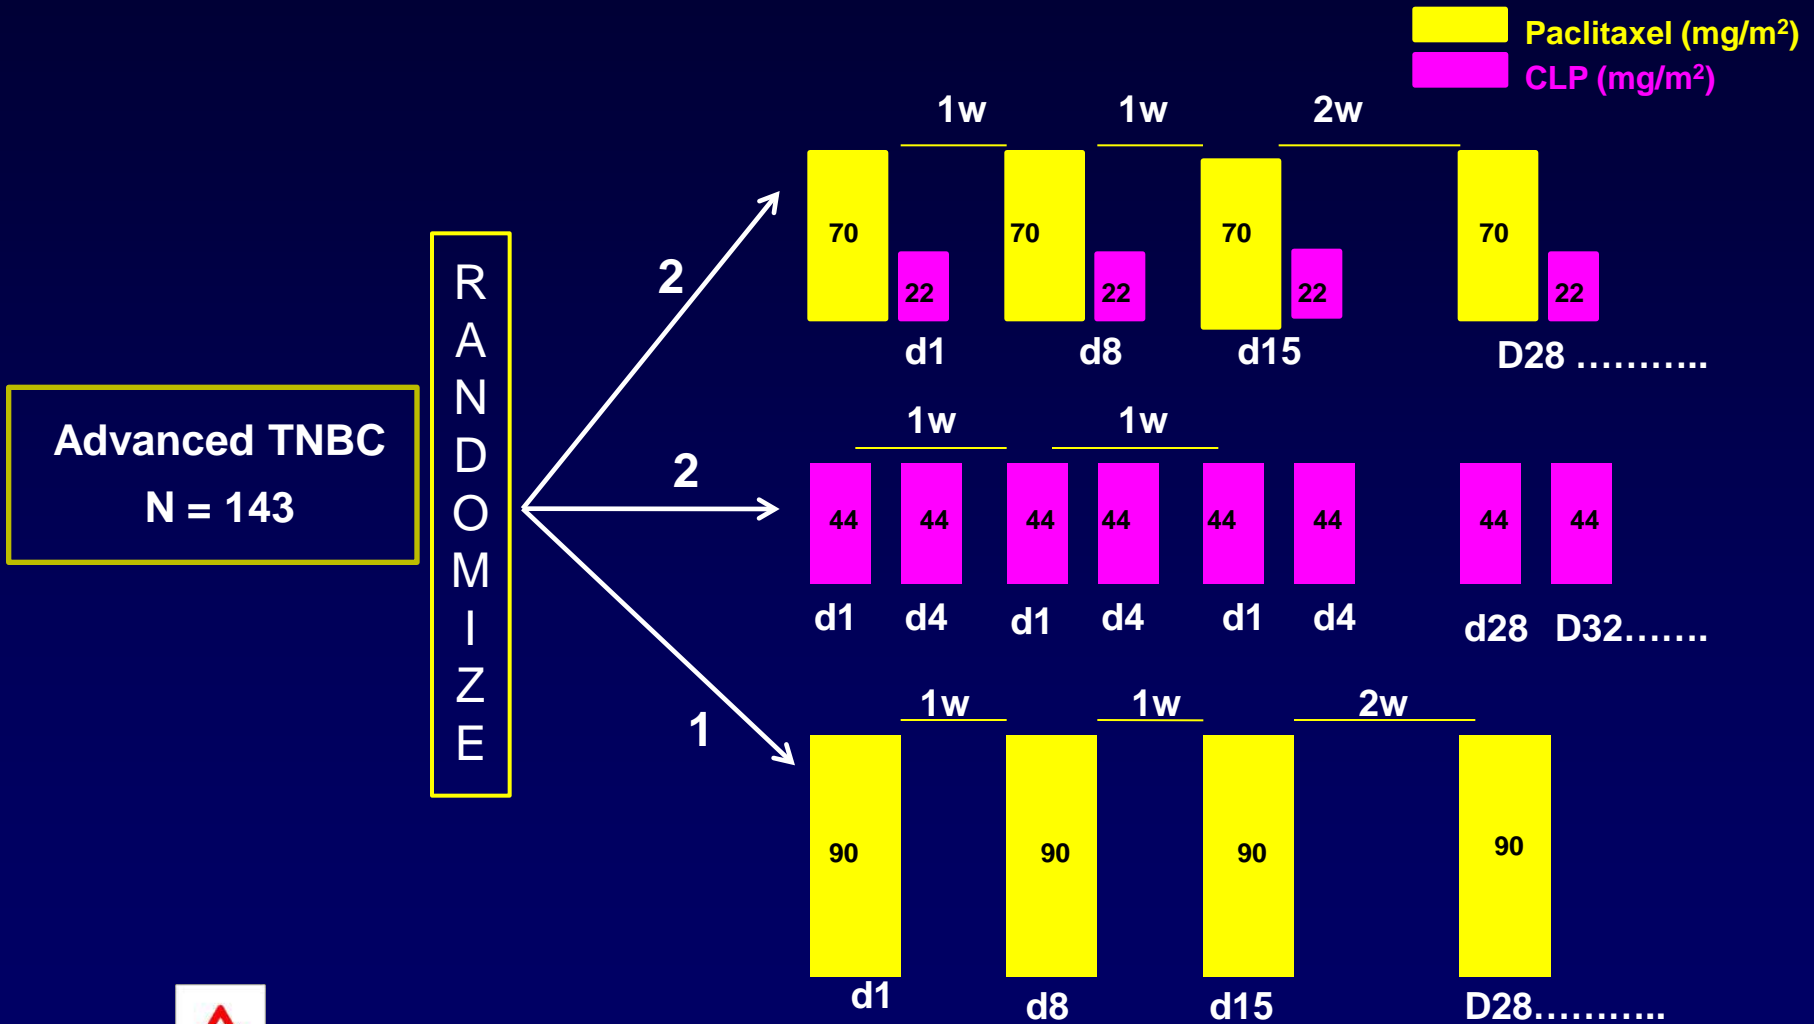 Paclitaxel (mg/m²)
CLP (mg/m²)
1w 1w 2w
70 70 70 70
22 22 22 22
d1 d8 d15 D28 ………..
2
R
A
N
D
O
M
I
Z
E
Advanced TNBC
N = 143
2
1w 1w
44 44 44 44 44 44 44 44
d1 d4 d1 d4 d1 d4 d28 D32…….
1
1w 1w 2w
90 90 90 90
d1 d8 d15 D28………..